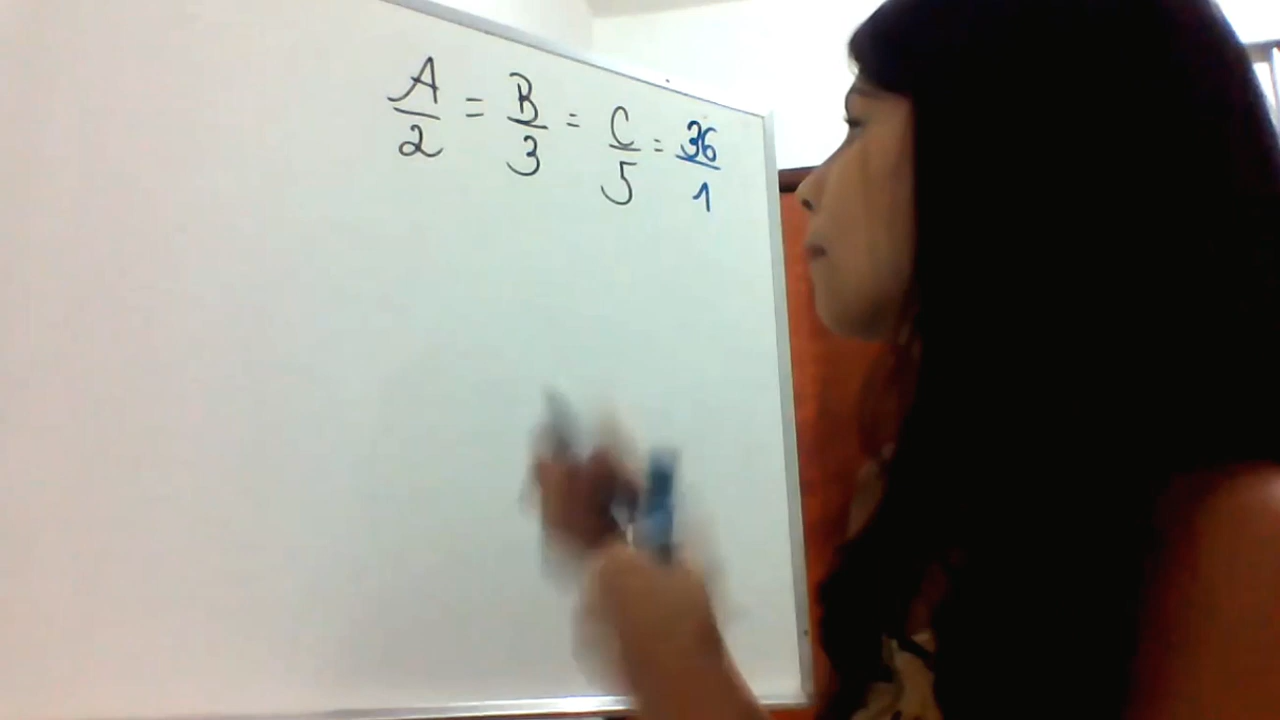 A/2 = B/3 = C/5 = 36/1